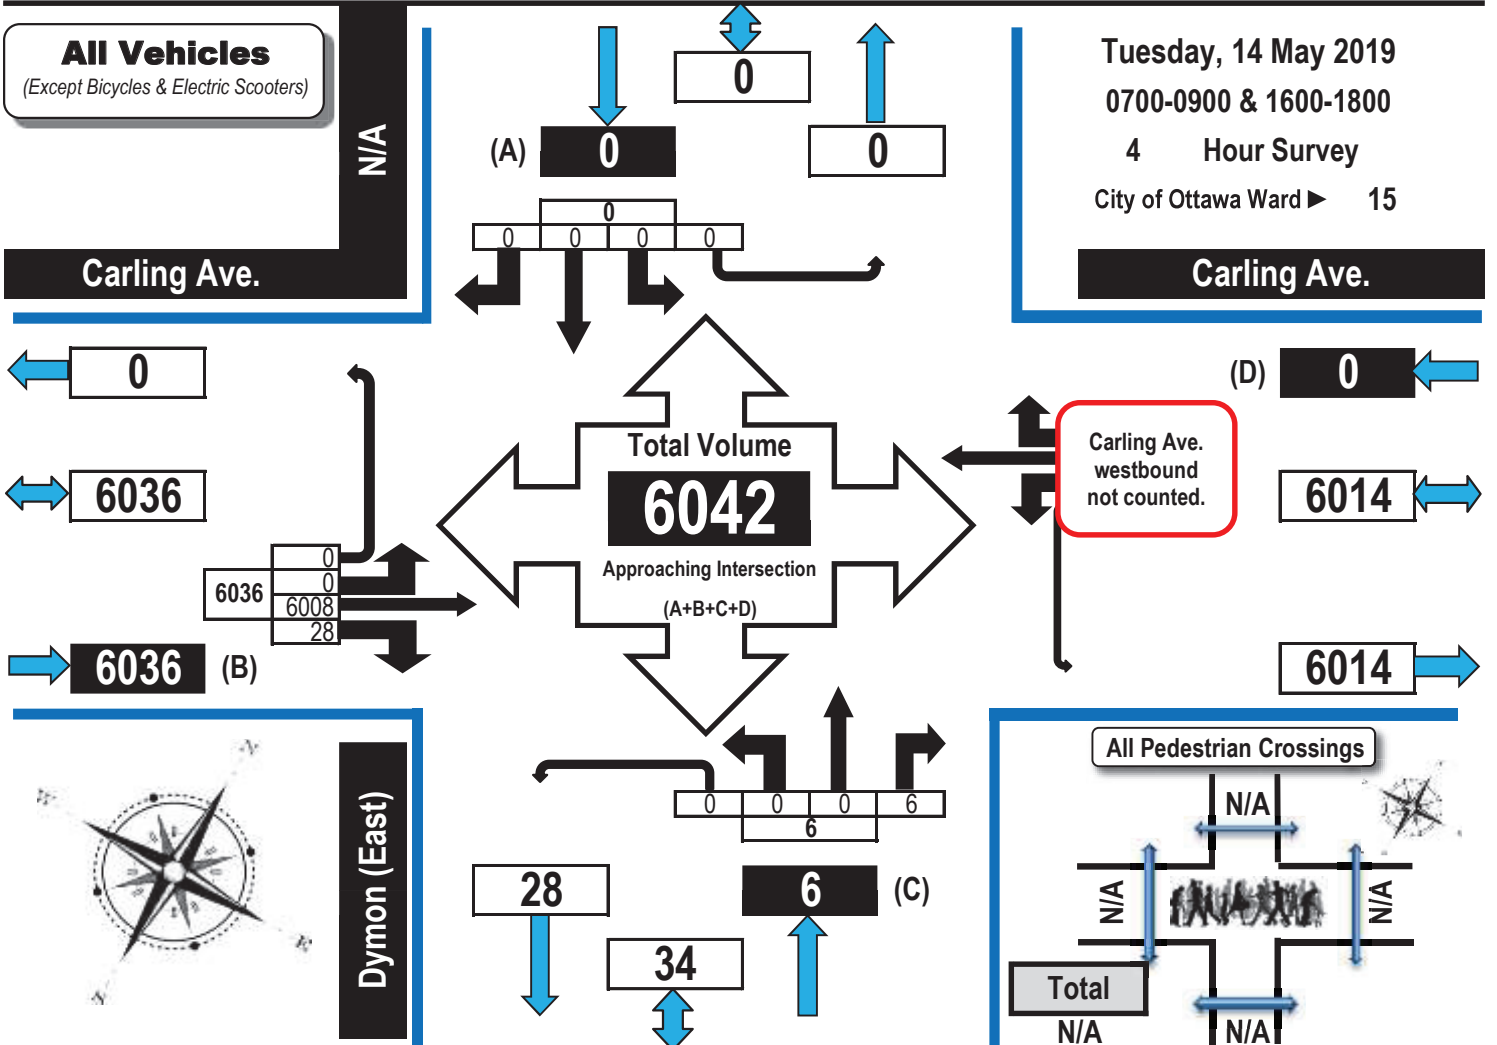 All Vehicles
(Except Bicycles & Electric Scooters)
N/A
Carling Ave.
0
(A)
0
0
0
0
0
0
0
Tuesday, 14 May 2019
0700-0900 & 1600-1800
4 Hour Survey
City of Ottawa Ward ► 15
Carling Ave.
0
6036
0
0
6036
6008
28
6036
(B)
Total Volume
6042
Approaching Intersection
(A+B+C+D)
(D)
0
Carling Ave.
westbound
not counted.
6014
6014
N
W
E
S
Dymon (East)
0
0
0
6
6
28
6
(C)
34
All Pedestrian Crossings
N/A
N/A
N/A
Total
N/A
N/A